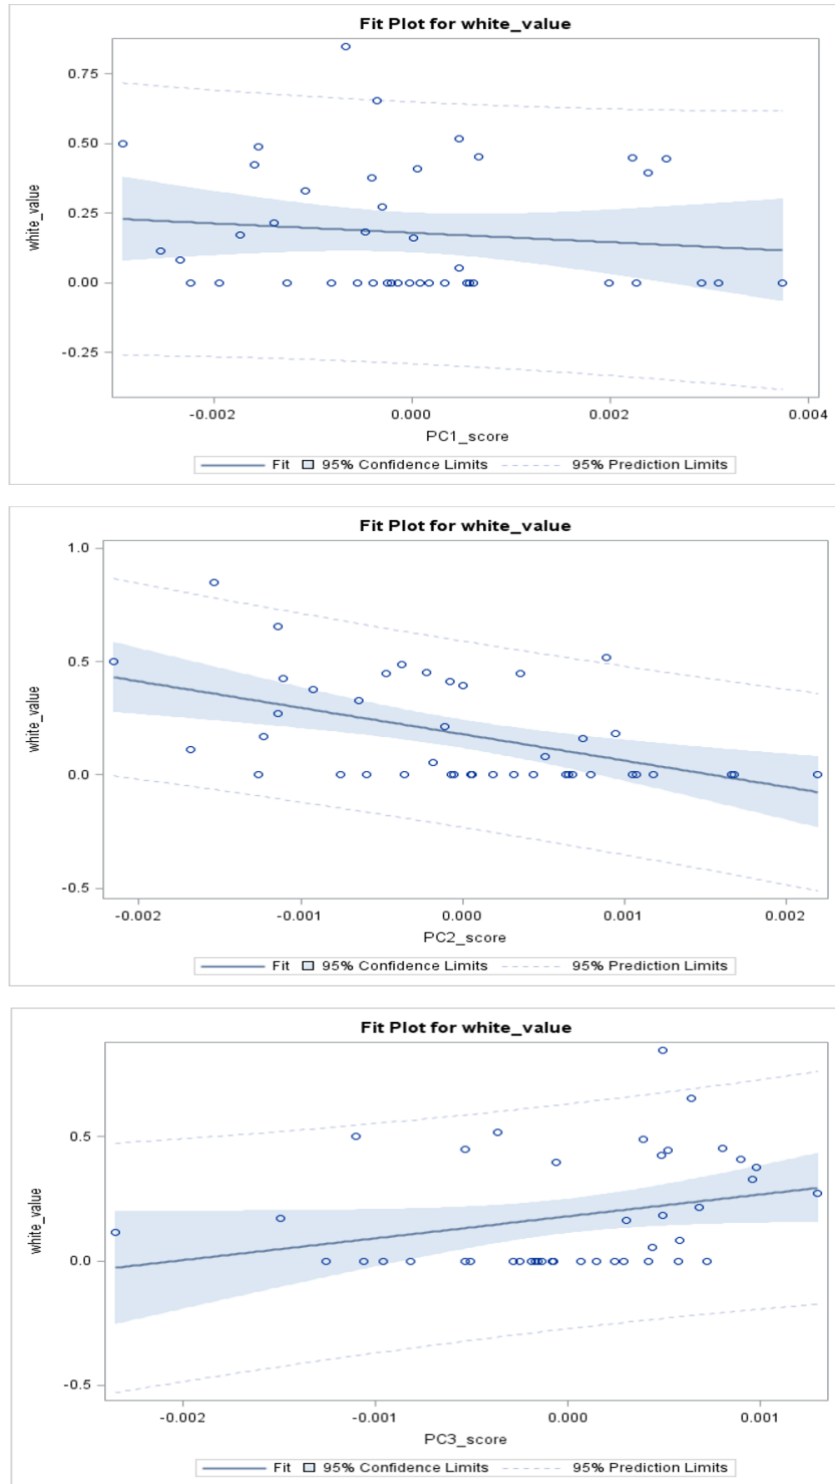 Fit Plot for white_value
0.75
0.50
0.25
0.00
-0.25
white_value
-0.002 0.000 0.002 0.004
PC1_score
Fit 95% Confidence Limits 95% Prediction Limits
Fit Plot for white_value
1.0
0.5
0.0
-0.5
white_value
-0.002 -0.001 0.000 0.001 0.002
PC2_score
Fit 95% Confidence Limits 95% Prediction Limits
Fit Plot for white_value
0.5
0.0
-0.5
white_value
-0.002 -0.001 0.000 0.001
PC3_score
Fit 95% Confidence Limits 95% Prediction Limits